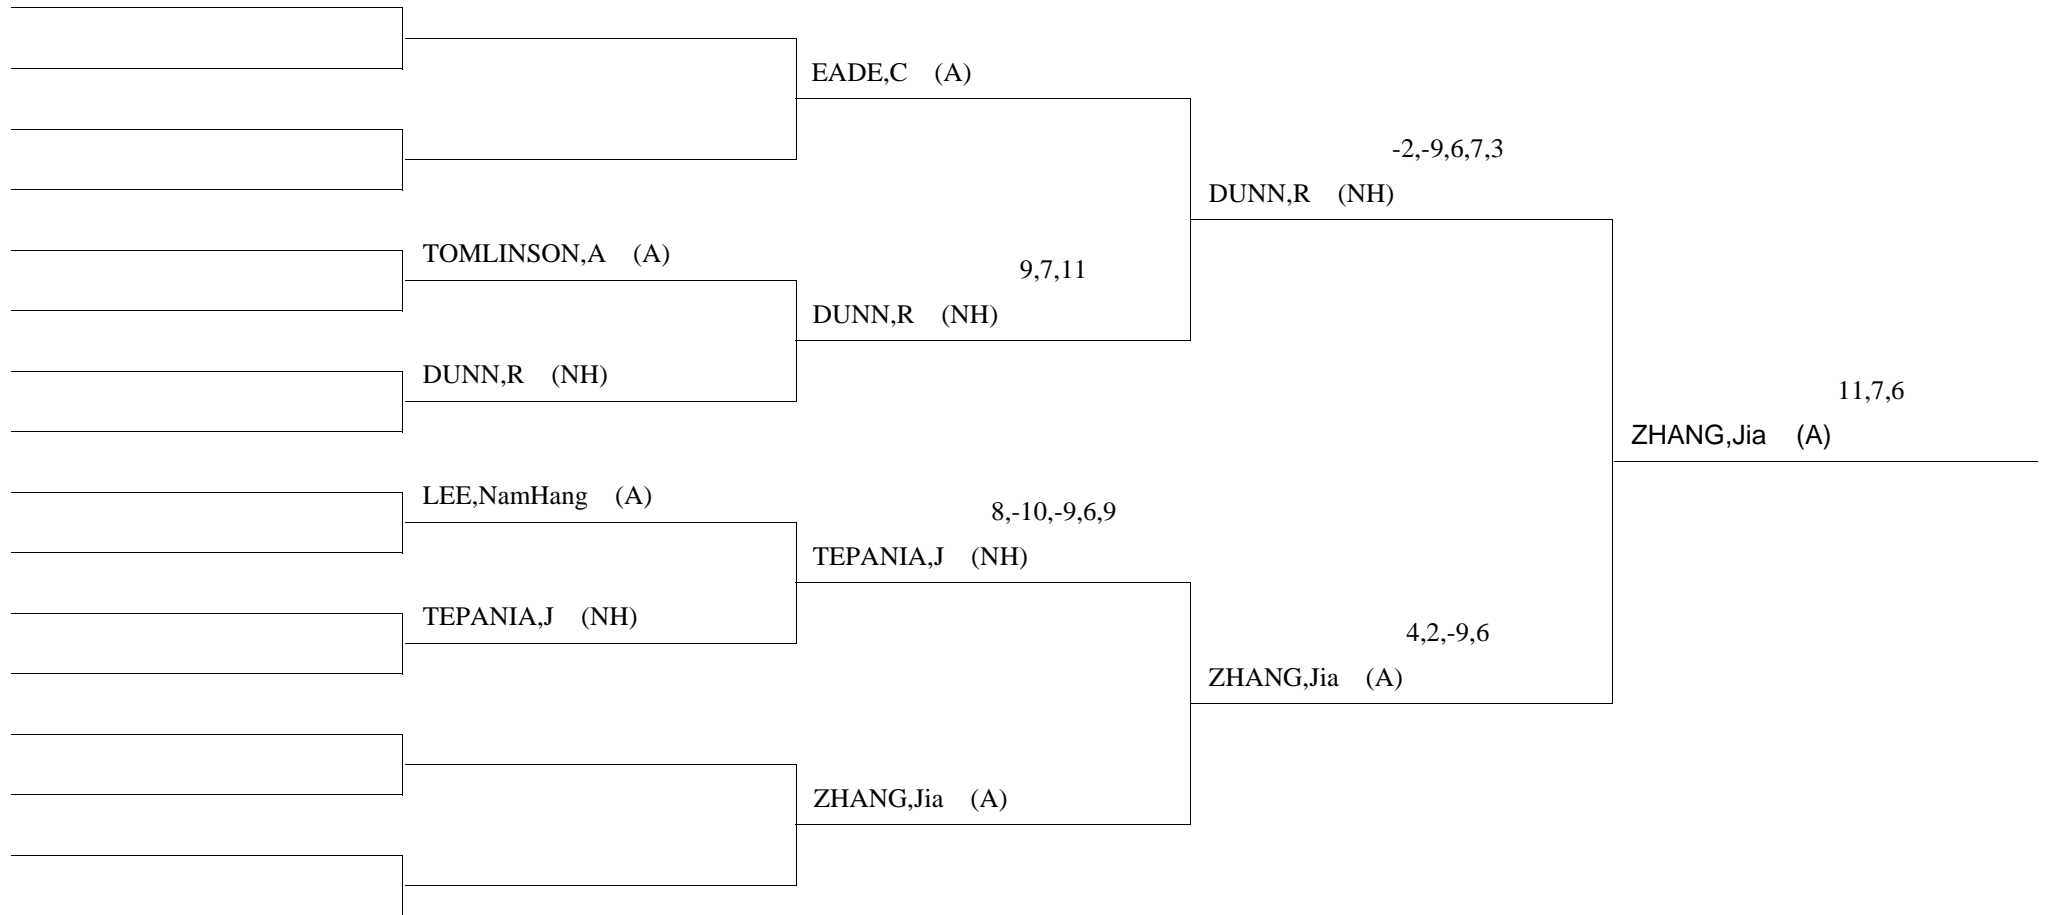 EADE,C (A)
-2,-9,6,7,3
DUNN,R (NH)
TOMLINSON,A (A)
9,7,11
DUNN,R (NH)
DUNN,R (NH)
11,7,6
ZHANG,Jia (A)
LEE,NamHang (A)
8,-10,-9,6,9
TEPANIA,J (NH)
TEPANIA,J (NH)
4,2,-9,6
ZHANG,Jia (A)
ZHANG,Jia (A)